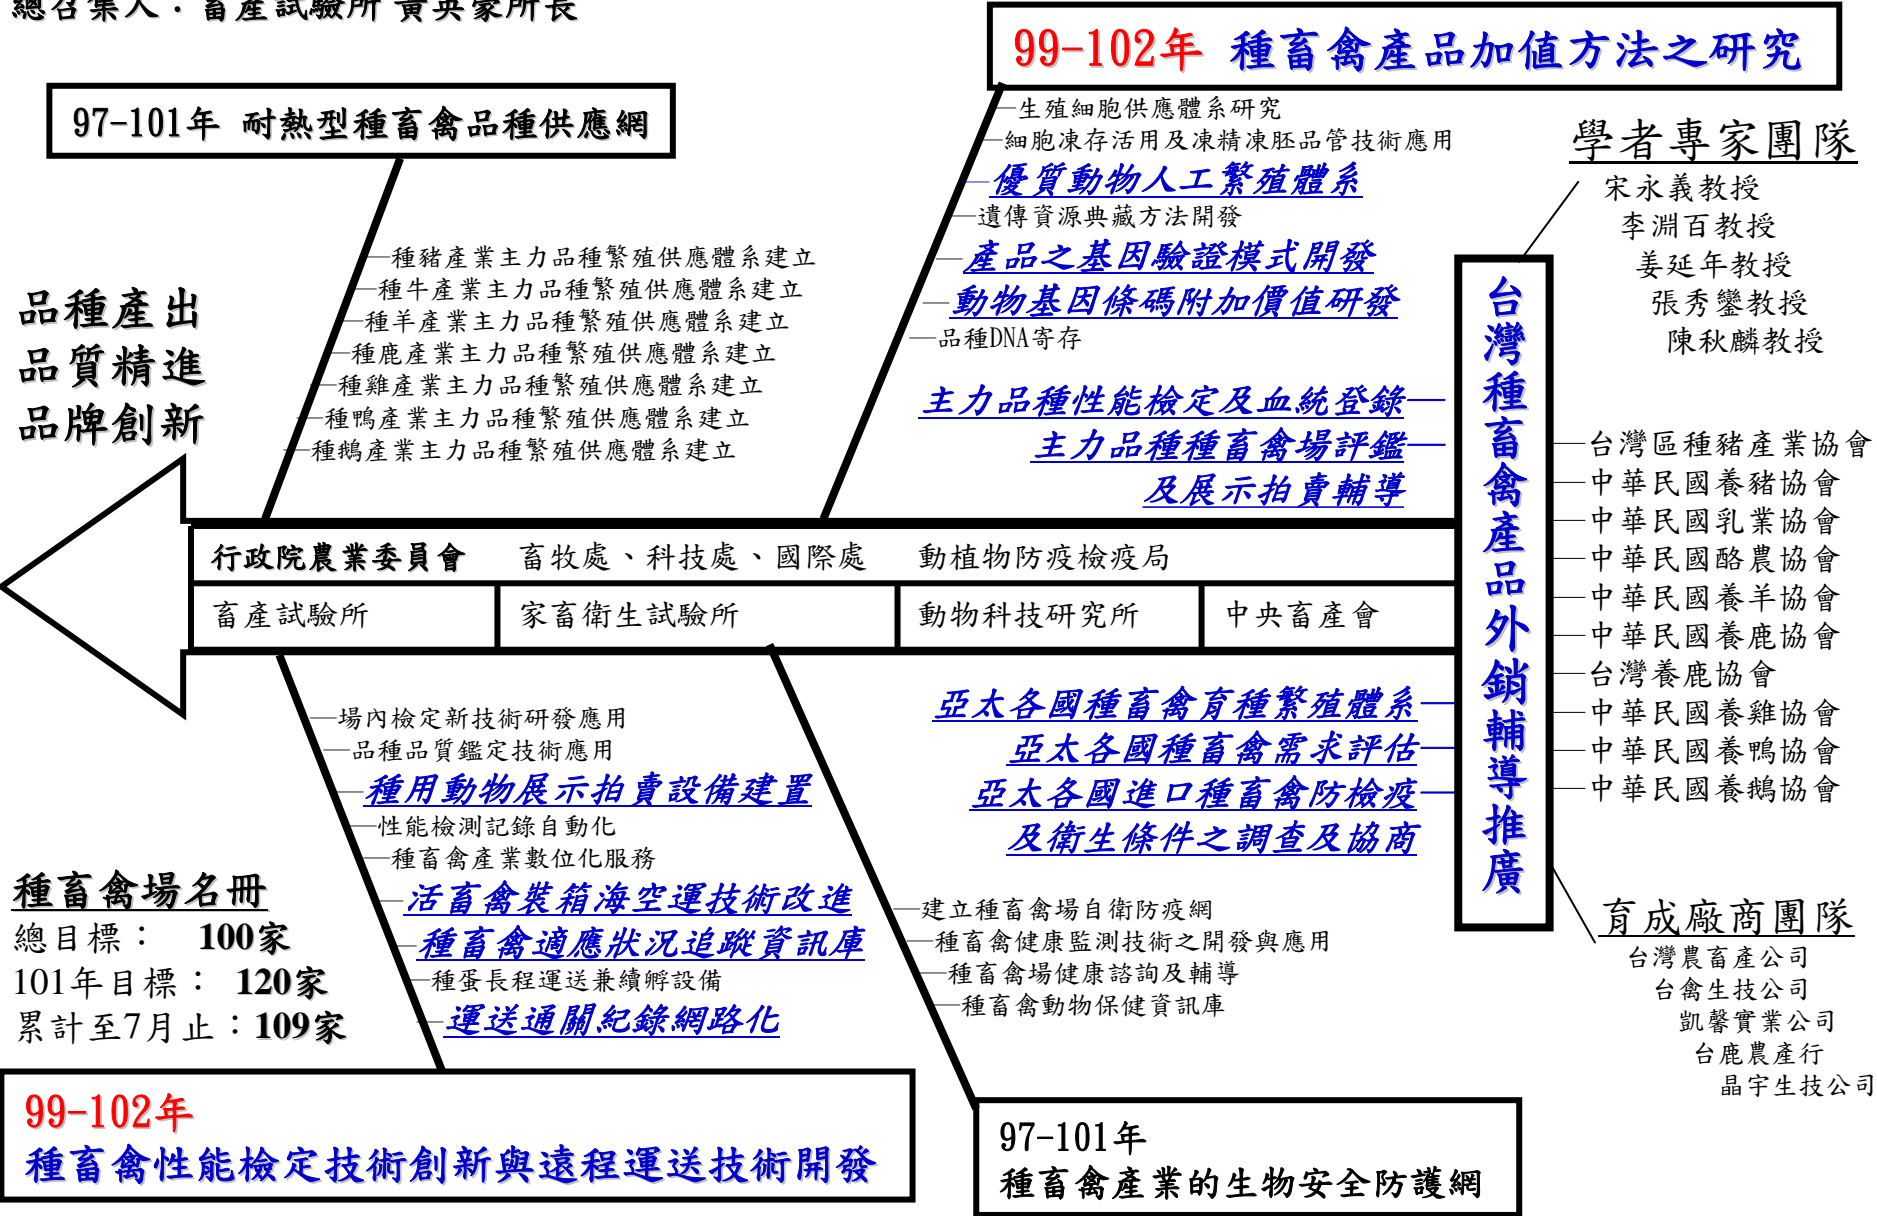 總召集人：畜產試驗所 黃英豪所長
99-102年 種畜禽產品加值方法之研究
97-101年 耐熱型種畜禽品種供應網
生殖細胞供應體系研究
細胞凍存活用及凍精凍胚品管技術應用
優質動物人工繁殖體系
遺傳資源典藏方法開發
產品之基因驗證模式開發
動物基因條碼附加價值研發
品種DNA寄存
學者專家團隊
宋永義教授
李淵百教授
姜延年教授
張秀鑾教授
陳秋麟教授
種豬產業主力品種繁殖供應體系建立
種牛產業主力品種繁殖供應體系建立
種羊產業主力品種繁殖供應體系建立
種鹿產業主力品種繁殖供應體系建立
種雞產業主力品種繁殖供應體系建立
種鴨產業主力品種繁殖供應體系建立
種鵝產業主力品種繁殖供應體系建立
品種產出
品質精進
品牌創新
主力品種性能檢定及血統登錄
主力品種種畜禽場評鑑
及展示拍賣輔導
台灣種畜禽產品外銷輔導推廣
台灣區種豬產業協會
中華民國養豬協會
中華民國乳業協會
中華民國酪農協會
中華民國養羊協會
中華民國養鹿協會
台灣養鹿協會
中華民國養雞協會
中華民國養鴨協會
中華民國養鵝協會
行政院農業委員會 畜牧處、科技處、國際處 動植物防疫檢疫局
畜產試驗所 家畜衛生試驗所 動物科技研究所 中央畜產會
場內檢定新技術研發應用
品種品質鑑定技術應用
種用動物展示拍賣設備建置
性能檢測記錄自動化
種畜禽產業數位化服務
活畜禽裝箱海空運技術改進
種畜禽適應狀況追蹤資訊庫
種蛋長程運送兼續孵設備
運送通關紀錄網路化
亞太各國種畜禽育種繁殖體系
亞太各國種畜禽需求評估
亞太各國進口種畜禽防檢疫
及衛生條件之調查及協商
建立種畜禽場自衛防疫網
種畜禽健康監測技術之開發與應用
種畜禽場健康諮詢及輔導
種畜禽動物保健資訊庫
種畜禽場名冊
總目標： 100家
101年目標： 120家
累計至7月止：109家
育成廠商團隊
台灣農畜產公司
台禽生技公司
凱馨實業公司
台鹿農產行
晶宇生技公司
99-102年
種畜禽性能檢定技術創新與遠程運送技術開發
97-101年
種畜禽產業的生物安全防護網